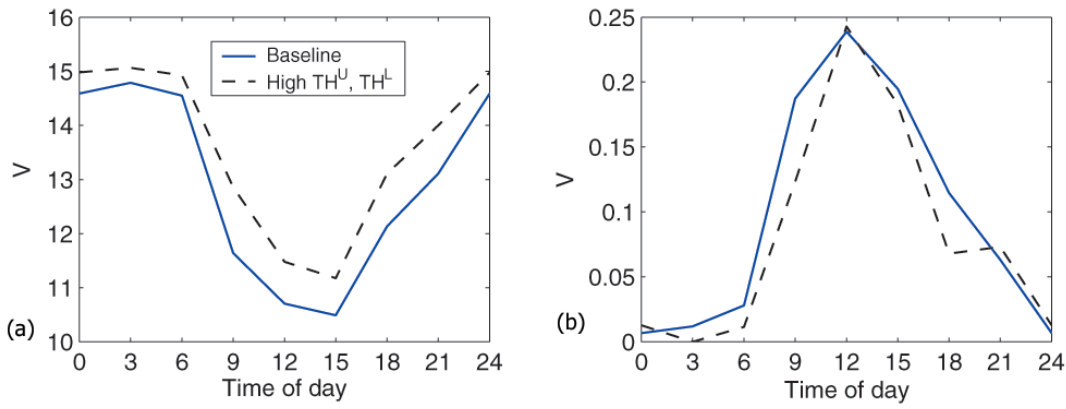 16
15
14
13
12
11
10
V
Baseline
High TH^U, TH^L
0 3 6 9 12 15 18 21 24
Time of day
(a)
0.25
0.2
0.15
0.1
0.05
0
V
0 3 6 9 12 15 18 21 24
Time of day
(b)